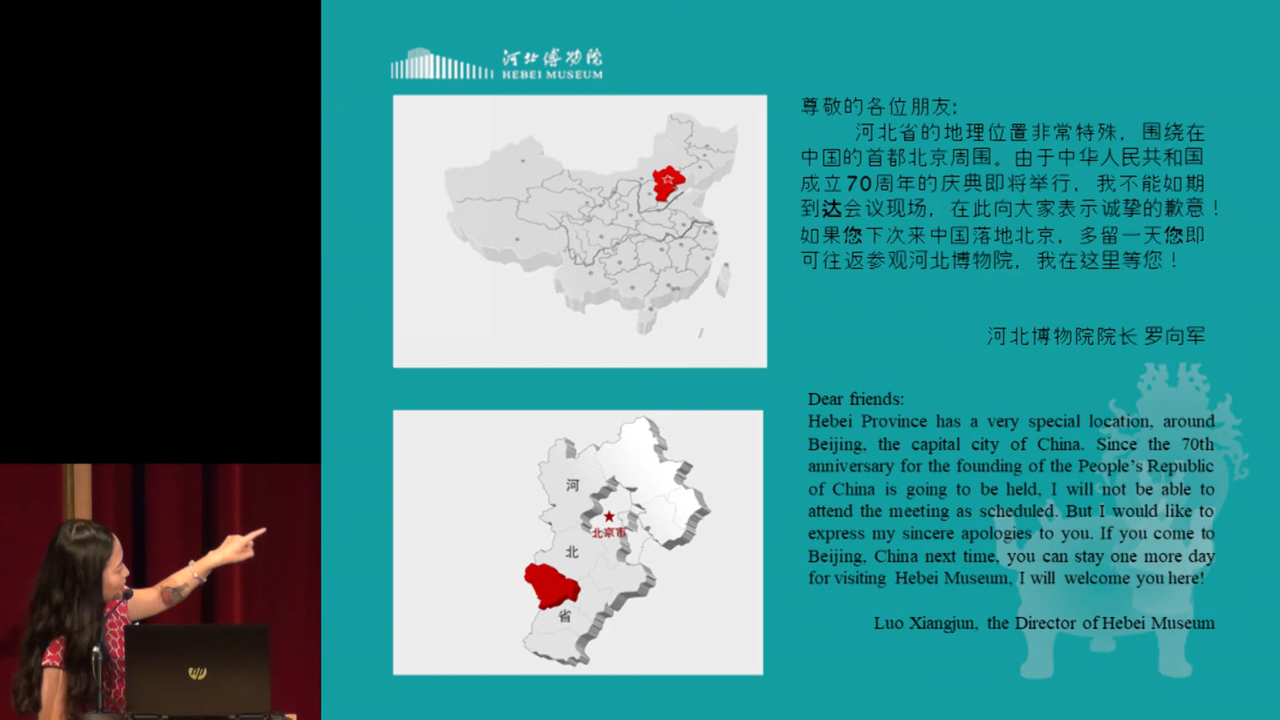 河北博物院
HEBEI MUSEUM
尊敬的各位朋友:
河北省的地理位置非常特殊，围绕在
中国的首都北京周围。由于中华人民共和国
成立70周年的庆典即将举行，我不能如期
到达会议现场，在此向大家表示诚挚的歉意！
如果您下次来中国落地北京，多留一天您即
可往返参观河北博物院，我在这里等您！
河北博物院院长 罗向军
河
北京市
北
省
Dear friends:
Hebei Province has a very special location, around
Beijing, the capital city of China. Since the 70th
anniversary for the founding of the People's Republic
of China is going to be held, I will not be able to
attend the meeting as scheduled. But I would like to
express my sincere apologies to you. If you come to
Beijing, China next time, you can stay one more day
for visiting Hebei Museum, I will welcome you here!
Luo Xiangjun, the Director of Hebei Museum
hp